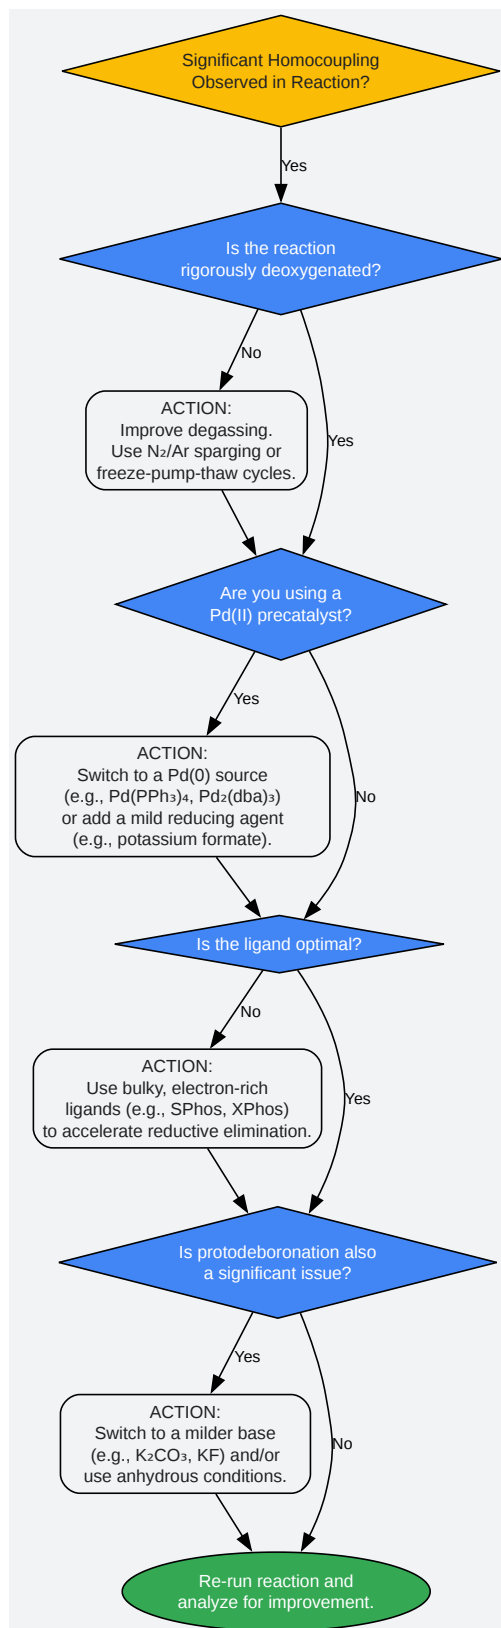 Significant Homocoupling
Observed in Reaction?
Yes
Is the reaction
rigorously deoxygenated?
No
ACTION:
Improve degassing.
Use N₂/Ar sparging or
freeze-pump-thaw cycles.
Yes
Are you using a
Pd(II) precatalyst?
Yes
ACTION:
Switch to a Pd(0) source
(e.g., Pd(PPh₃)₄, Pd₂(dba)₃)
or add a mild reducing agent
(e.g., potassium formate).
No
Is the ligand optimal?
No
ACTION:
Use bulky, electron-rich
ligands (e.g., SPhos, XPhos)
to accelerate reductive elimination.
Yes
Is protodeboronation also
a significant issue?
Yes
ACTION:
Switch to a milder base
(e.g., K₂CO₃, KF) and/or
use anhydrous conditions.
No
Re-run reaction and
analyze for improvement.